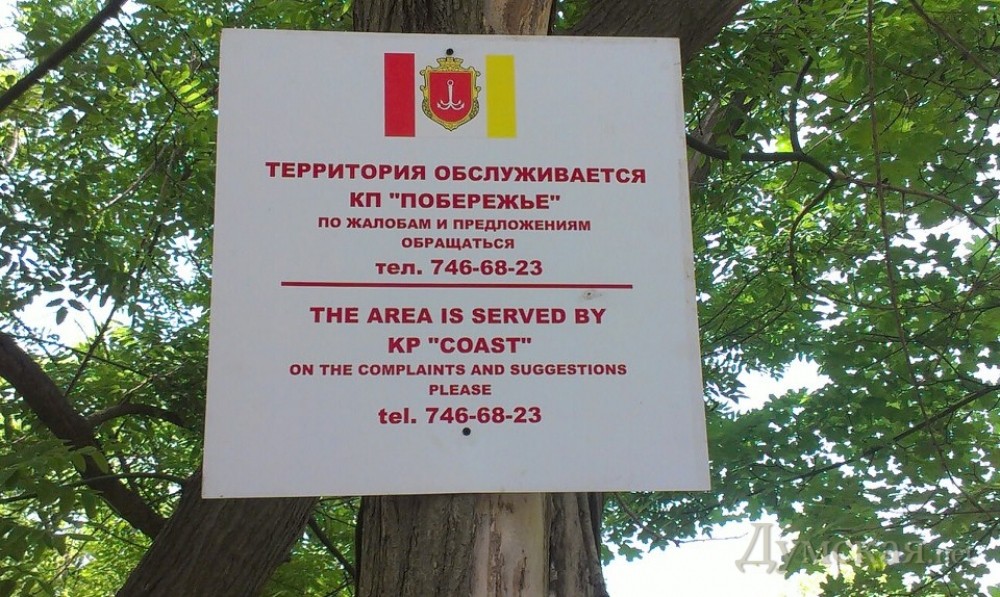 ТЕРРИТОРИЯ ОБСЛУЖИВАЕТСЯ
КП "ПОБЕРЕЖЬЕ"
ПО ЖАЛОБАМ И ПРЕДЛОЖЕНИЯМ
ОБРАЩАТЬСЯ
тел. 746-68-23
THE AREA IS SERVED BY
KP "COAST"
ON THE COMPLAINTS AND SUGGESTIONS
PLEASE
tel. 746-68-23
Думская.net